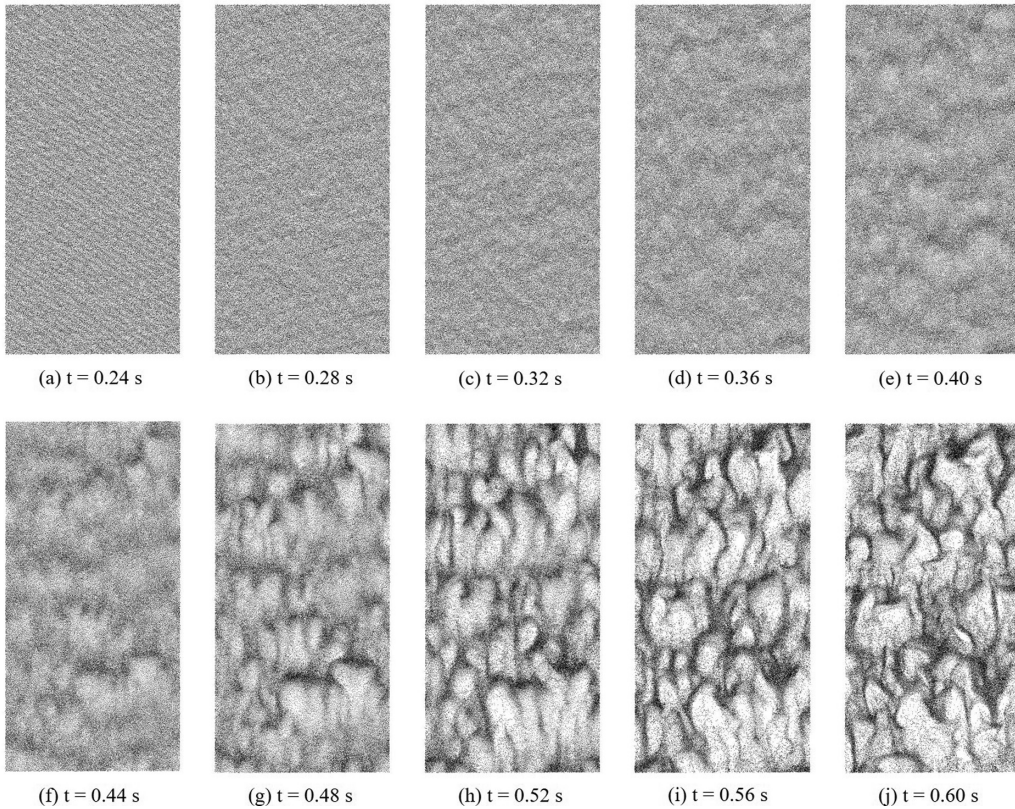 (a) t = 0.24 s
(b) t = 0.28 s
(c) t = 0.32 s
(d) t = 0.36 s
(e) t = 0.40 s
(f) t = 0.44 s
(g) t = 0.48 s
(h) t = 0.52 s
(i) t = 0.56 s
(j) t = 0.60 s